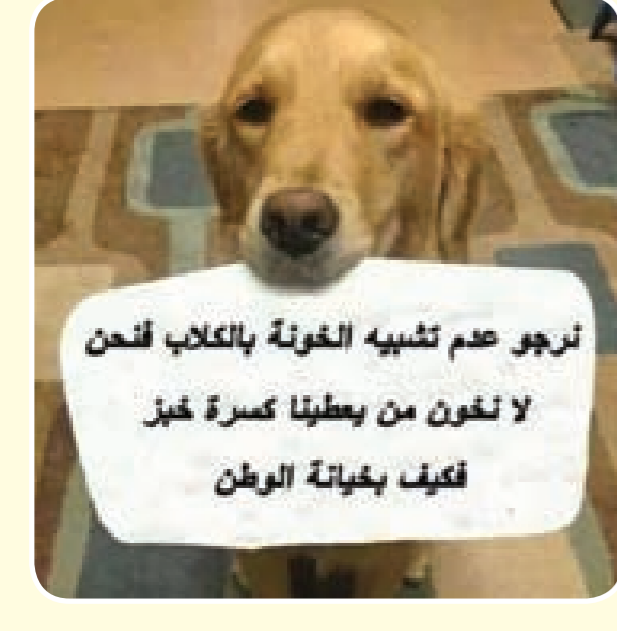 نرجو عدم تشبيه الخونة بالكلاب فنحن
لا نخون من يعطينا كسرة خبز
فكيف بخيانة الوطن